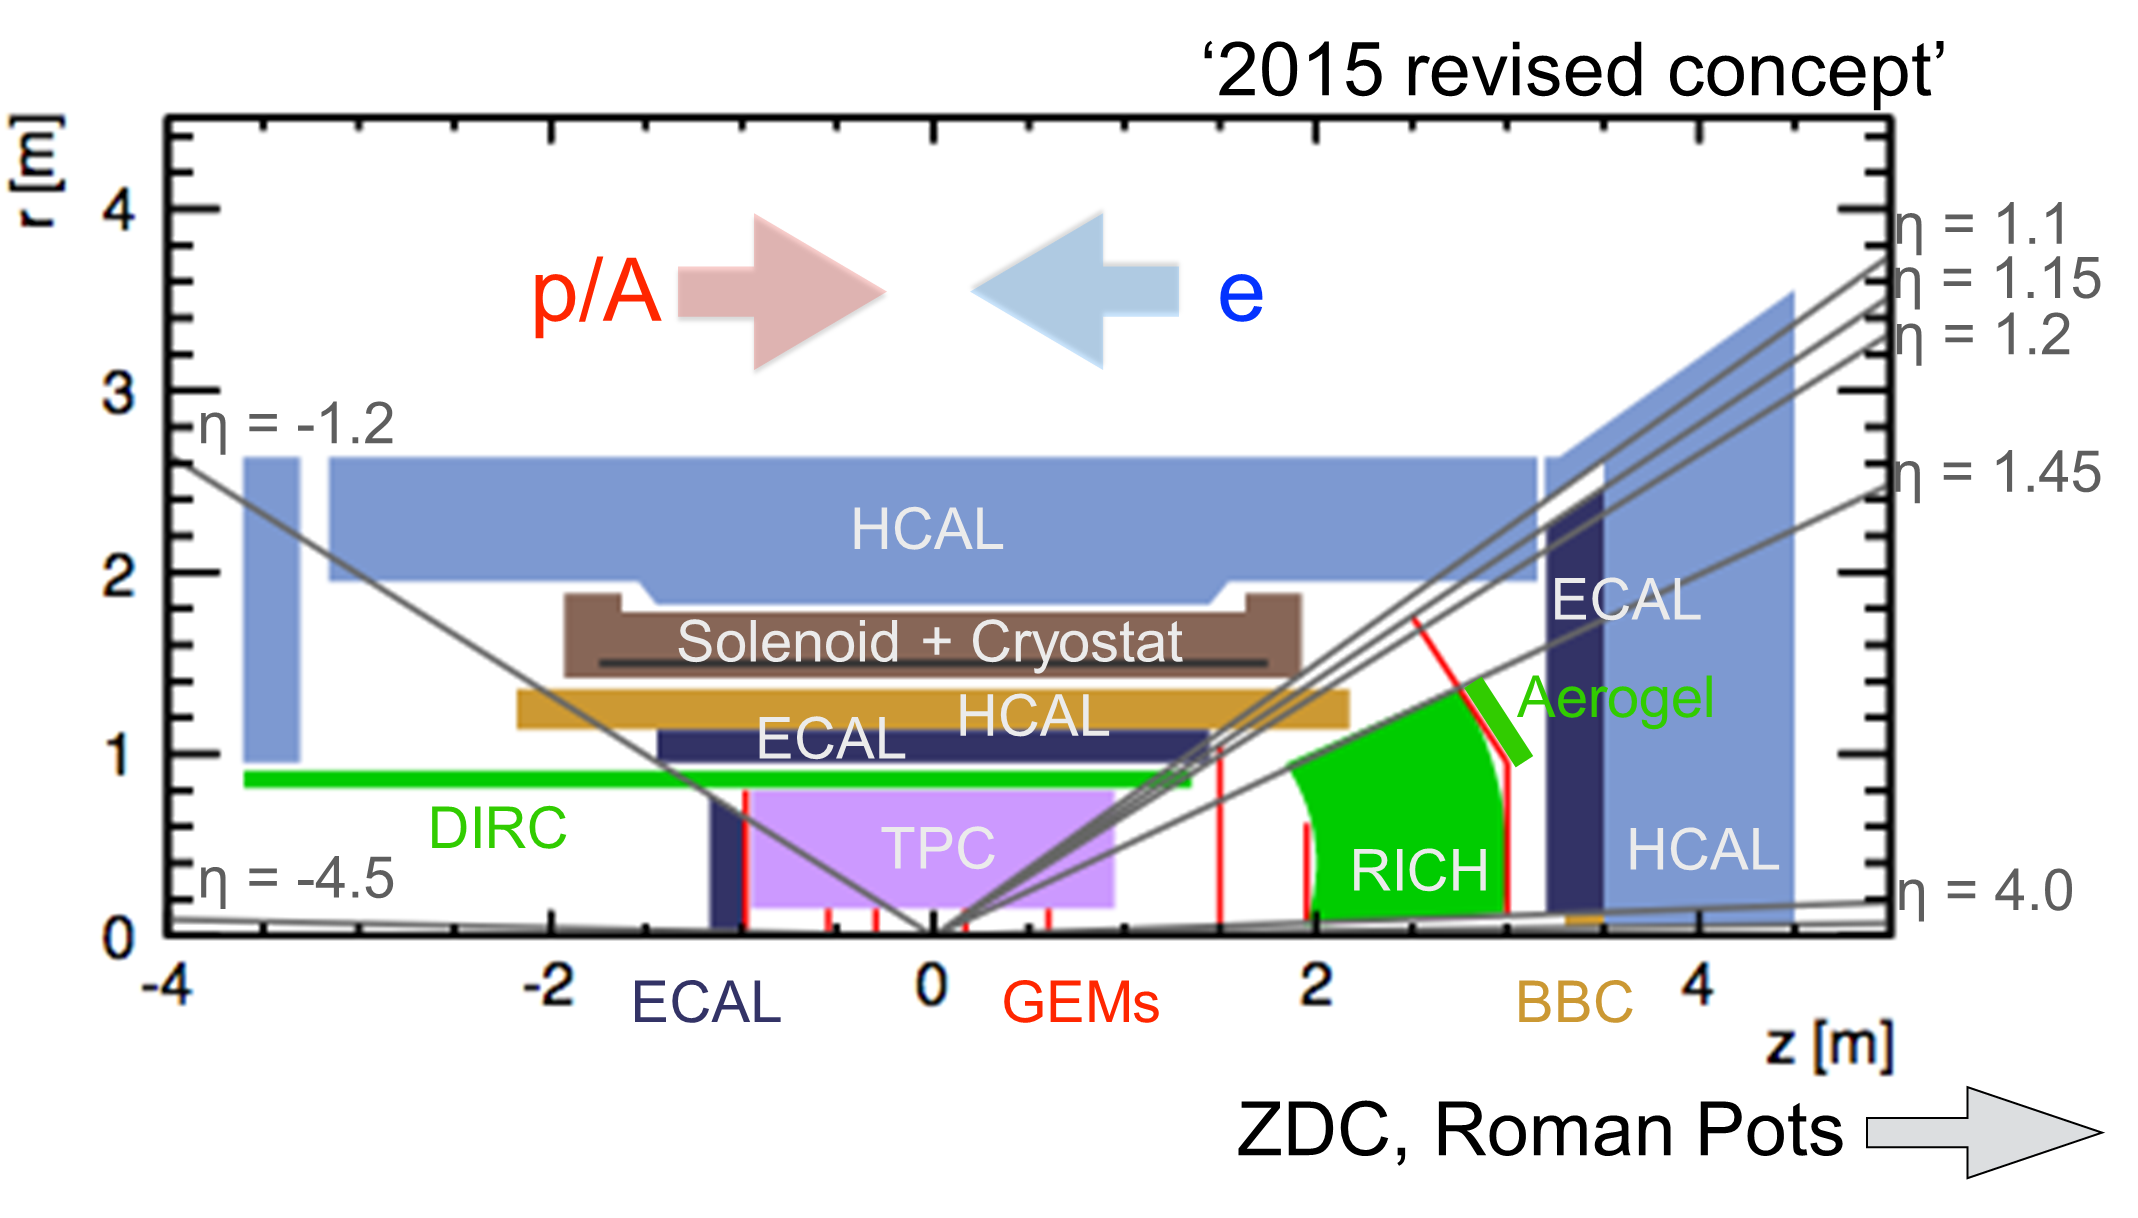 ‘2015 revised concept’
r [m]
4
3
2
1
0
p/A
e
η = 1.1
η = 1.15
η = 1.2
η = 1.45
η = 4.0
η = -1.2
η = -4.5
HCAL
Solenoid + Cryostat
HCAL
ECAL
ECAL
Aerogel
DIRC
TPC
RICH
HCAL
-4
-2
0
2
4
ECAL
GEMs
BBC
z [m]
ZDC, Roman Pots